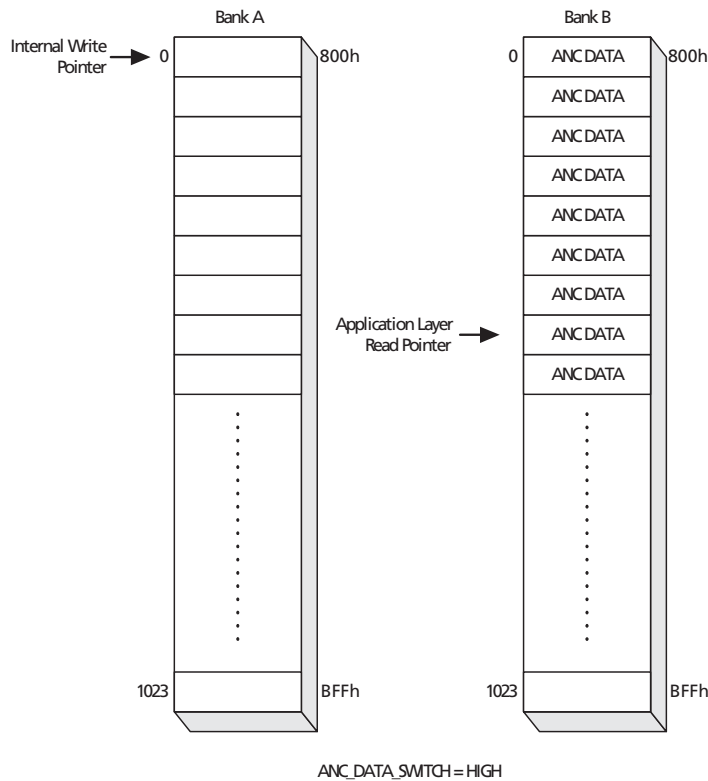 Bank A
Bank B
Internal Write
Pointer
0
800h
0
ANC DATA
800h
ANC DATA
ANC DATA
ANC DATA
ANC DATA
ANC DATA
ANC DATA
Application Layer
Read Pointer
ANC DATA
ANC DATA
1023
BFFh
1023
BFFh
ANC_DATA_SWITCH = HIGH